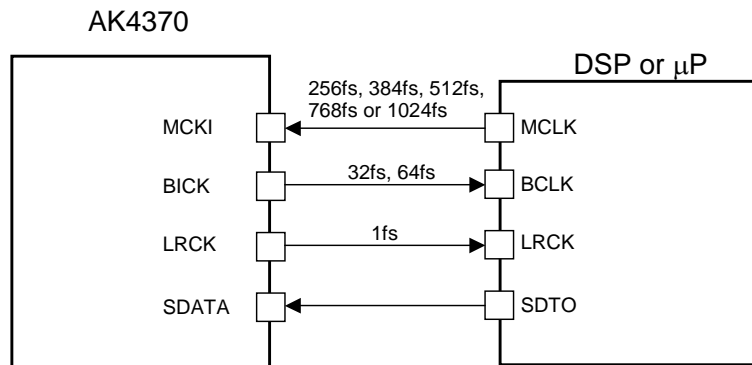 AK4370
DSP or μP
256fs, 384fs, 512fs,
768fs or 1024fs
MCKI
MCLK
32fs, 64fs
BICK
BCLK
1fs
LRCK
LRCK
SDATA
SDTO